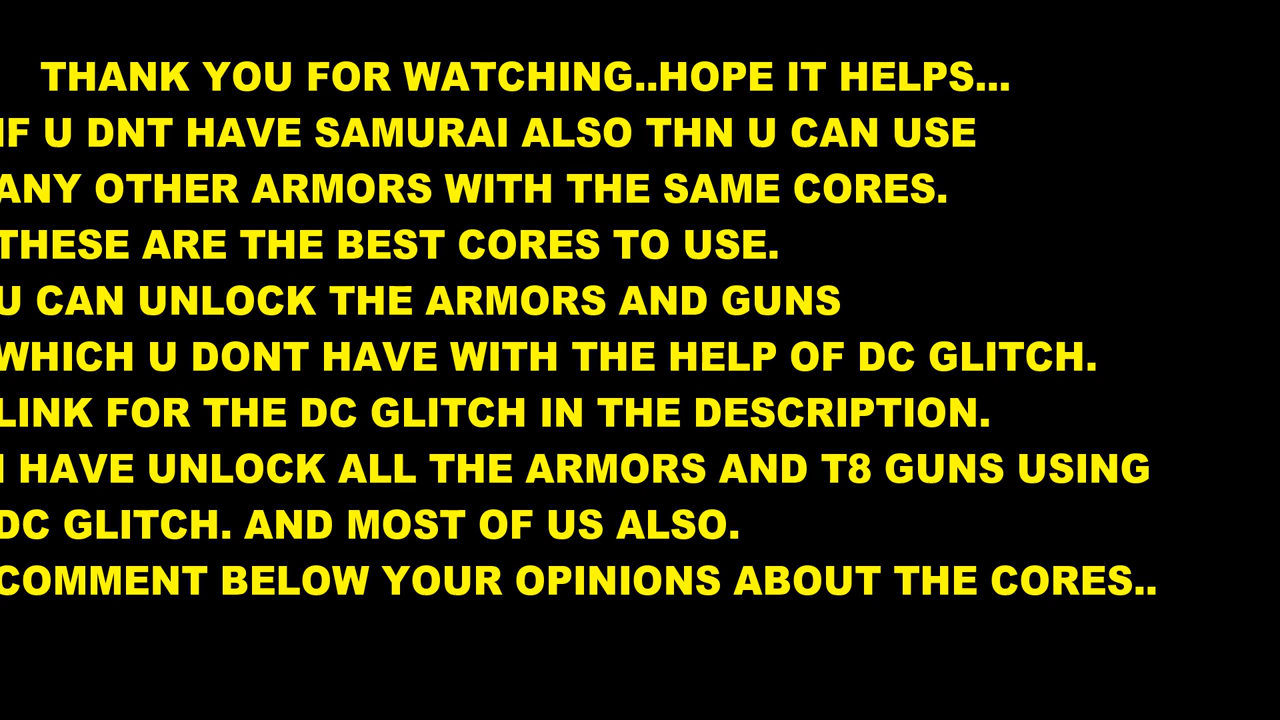 THANK YOU FOR WATCHING..HOPE IT HELPS...
IF U DNT HAVE SAMURAI ALSO THN U CAN USE
ANY OTHER ARMORS WITH THE SAME CORES.
THESE ARE THE BEST CORES TO USE.
U CAN UNLOCK THE ARMORS AND GUNS
WHICH U DONT HAVE WITH THE HELP OF DC GLITCH.
LINK FOR THE DC GLITCH IN THE DESCRIPTION.
I HAVE UNLOCK ALL THE ARMORS AND T8 GUNS USING
DC GLITCH. AND MOST OF US ALSO.
COMMENT BELOW YOUR OPINIONS ABOUT THE CORES..